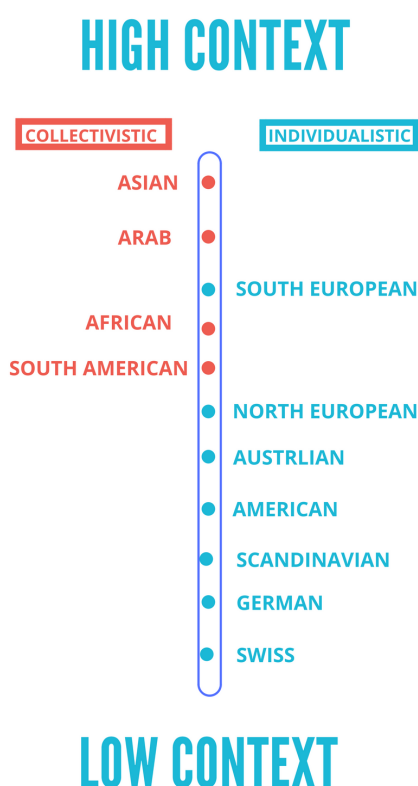 HIGH CONTEXT
COLLECTIVISTIC
INDIVIDUALISTIC
ASIAN
ARAB
SOUTH EUROPEAN
AFRICAN
SOUTH AMERICAN
NORTH EUROPEAN
AUSTRLIAN
AMERICAN
SCANDINAVIAN
GERMAN
SWISS
LOW CONTEXT